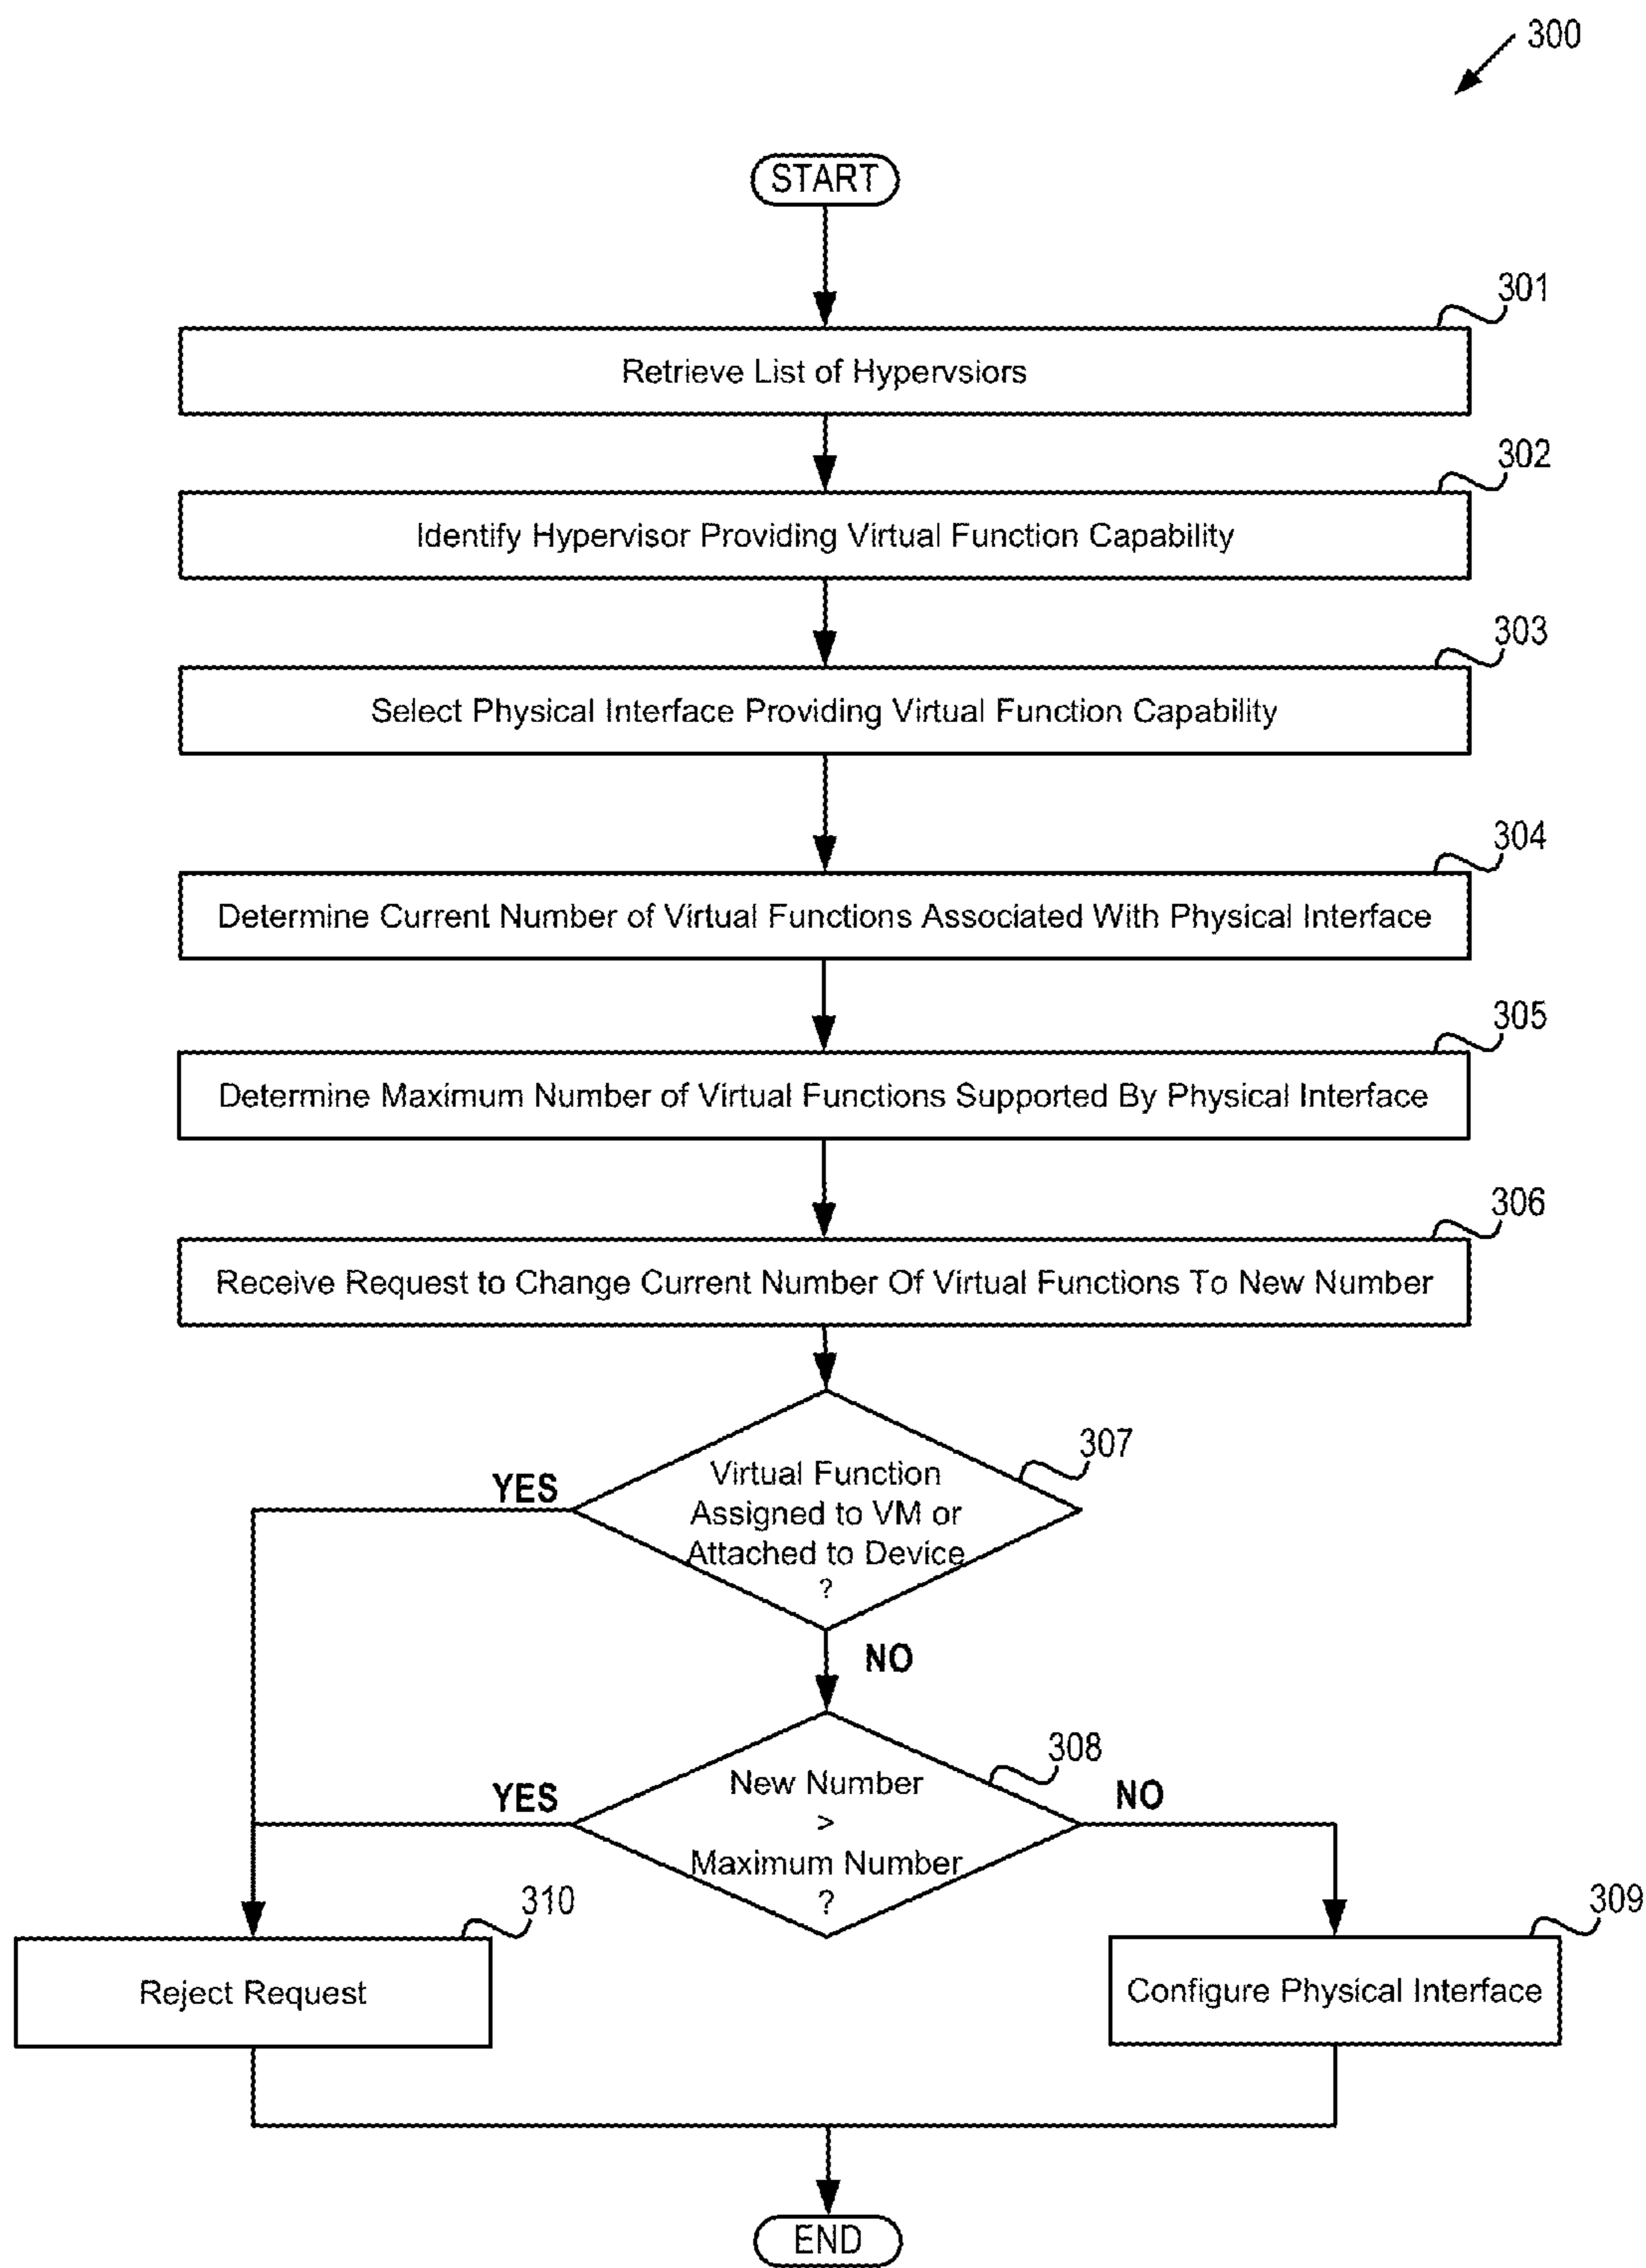 300
START
301
Retrieve List of Hypervsiors
302
Identify Hypervisor Providing Virtual Function Capability
303
Select Physical Interface Providing Virtual Function Capability
304
Determine Current Number of Virtual Functions Associated With Physical Interface
305
Determine Maximum Number of Virtual Functions Supported By Physical Interface
306
Receive Request to Change Current Number Of Virtual Functions To New Number
307
YES
Virtual Function
Assigned to VM or
Attached to Device
?
NO
308
YES
New Number
>
Maximum Number
?
NO
310
Reject Request
309
Configure Physical Interface
END